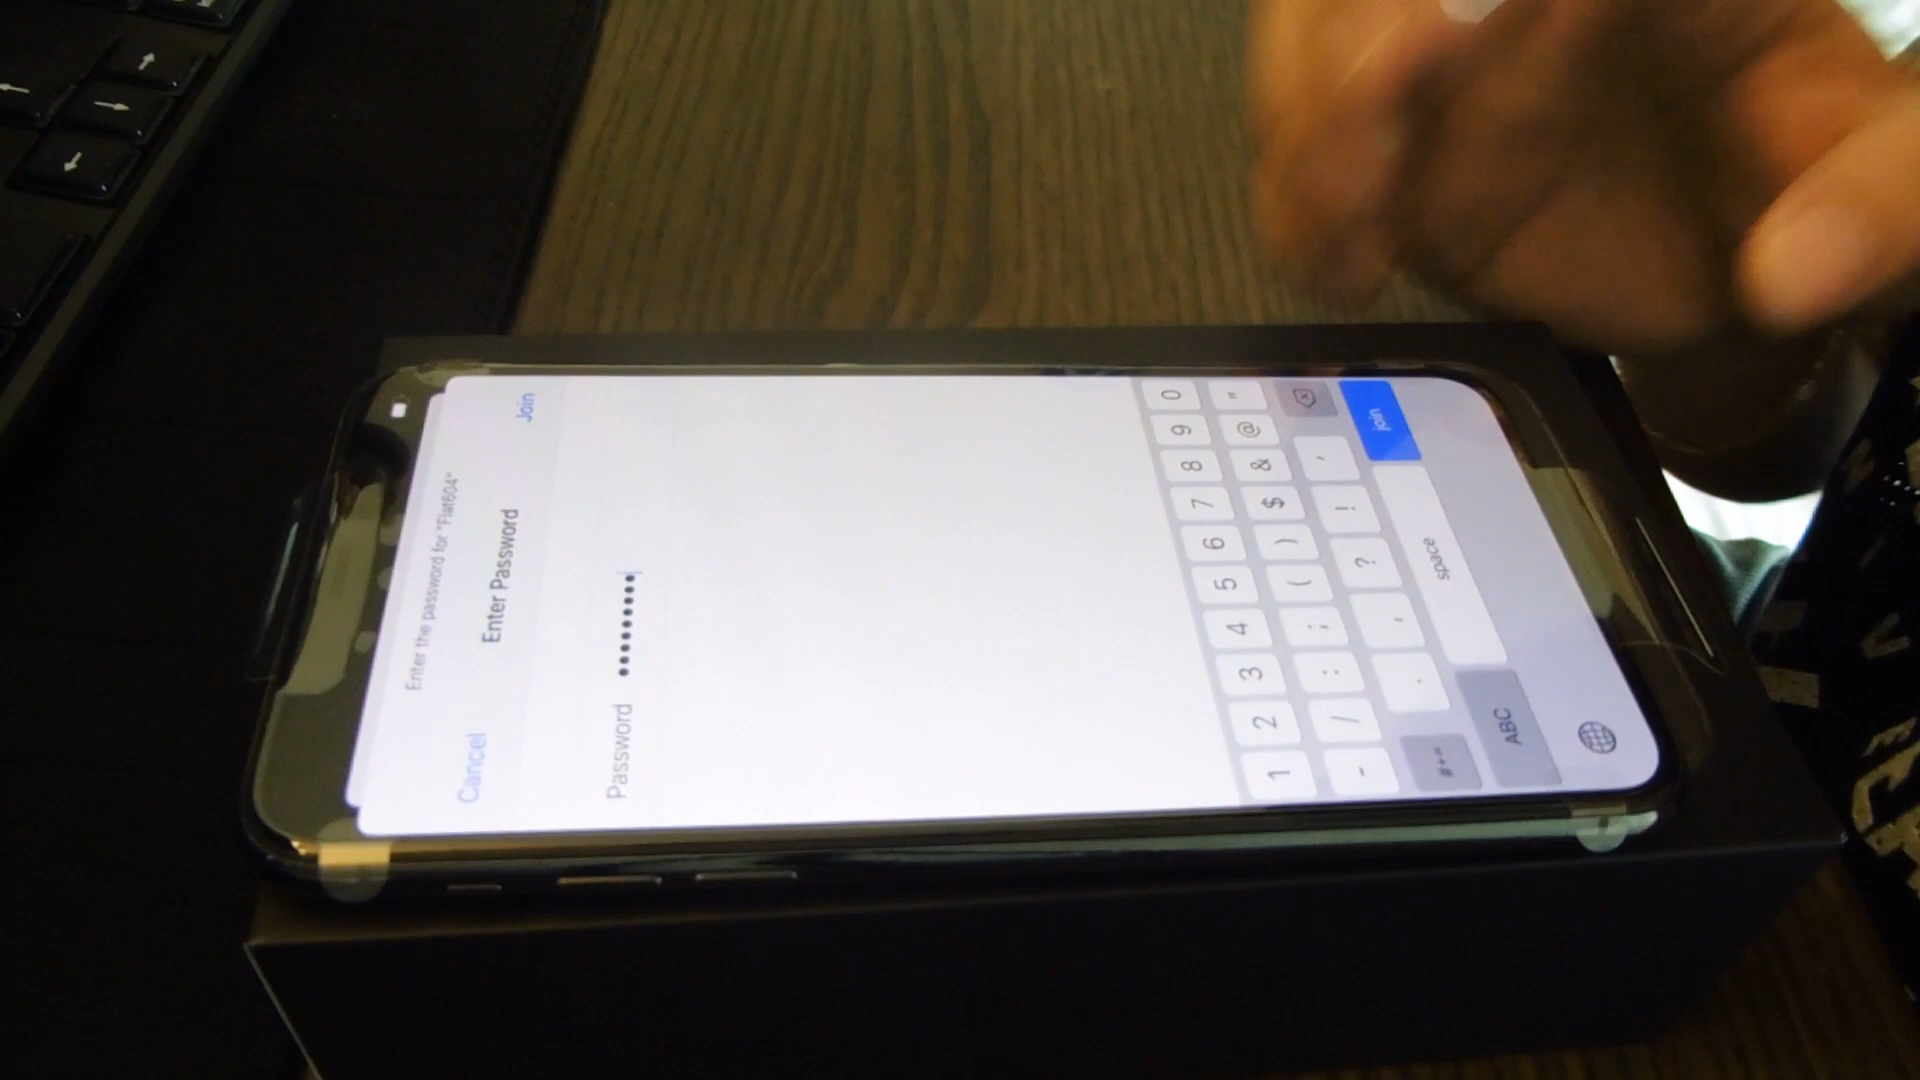 Enter the password for "Flat604"
Cancel Enter Password Join
Password ●●●●●●●●●
1 2 3 4 5 6 7 8 9 0
- / : ; ( ) $ & @ "
#+= . , ? ! '
ABC space join